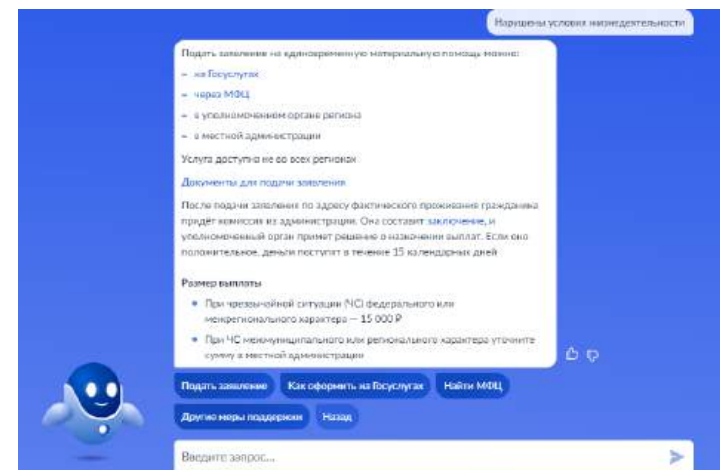 Нарушены условия жизнедеятельности
Подать заявление на единовременную материальную помощь можно:
– на Госуслугах
– через МФЦ
– в уполномоченном органе региона
– в местной администрации
Услуга доступна не во всех регионах
Документы для подачи заявления
После подачи заявления по адресу фактического проживания гражданина
придёт комиссия из администрации. Она составит заключение, и
уполномоченный орган примет решение о назначении выплат. Если оно
положительное, деньги поступят в течение 15 календарных дней
Размер выплаты
• При чрезвычайной ситуации (ЧС) федерального или
межрегионального характера — 15 000 ₽
• При ЧС межмуниципального или регионального характера уточните
сумму в местной администрации
Подать заявление Как оформить на Госуслугах Найти МФЦ
Другие меры поддержки Назад
Введите запрос...